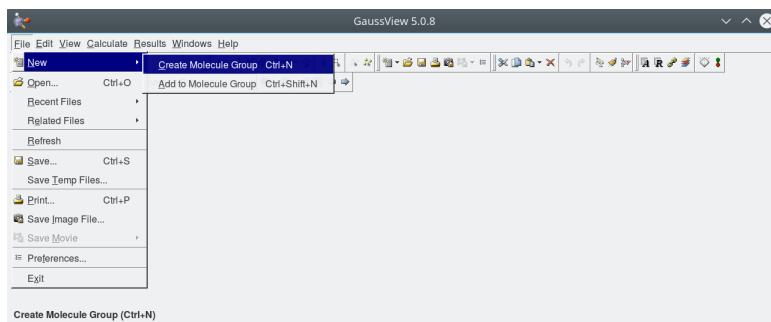 GaussView 5.0.8
File Edit View Calculate Results Windows Help
New
Create Molecule Group Ctrl+N
Open... Ctrl+O
Add to Molecule Group Ctrl+Shift+N
Recent Files
Related Files
Refresh
Save... Ctrl+S
Save Temp Files...
Print... Ctrl+P
Save Image File...
Save Movie
Preferences...
Exit
Create Molecule Group (Ctrl+N)